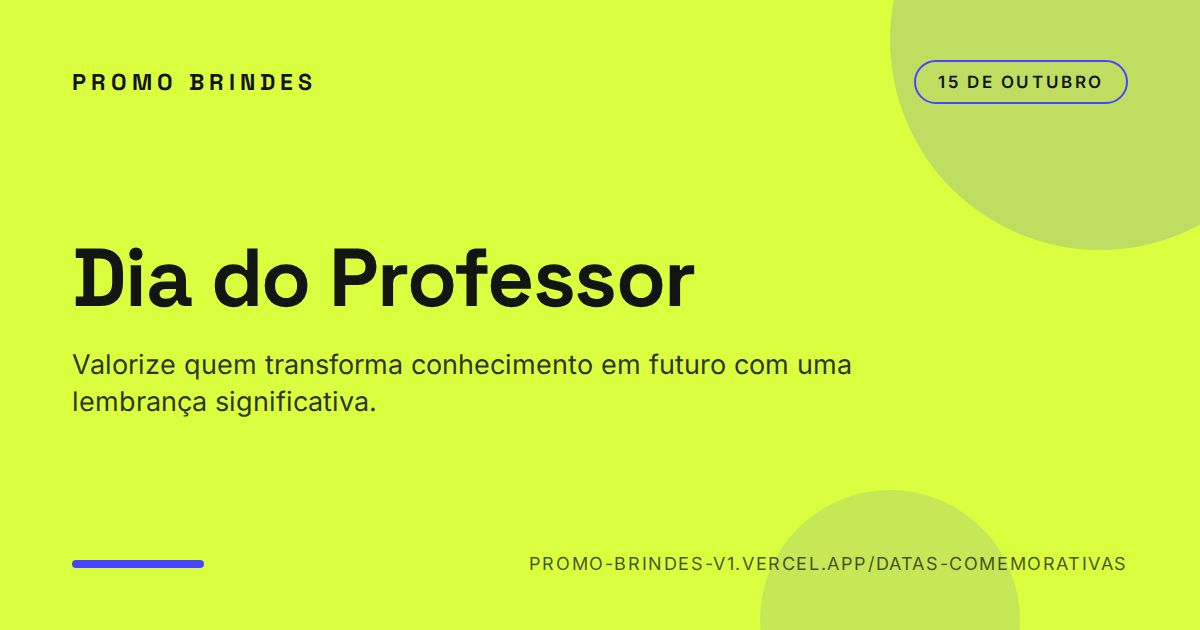 PROMO BRINDES
15 DE OUTUBRO
Dia do Professor
Valorize quem transforma conhecimento em futuro com uma
lembrança significativa.
PROMO-BRINDES-V1.VERCEL.APP/DATAS-COMEMORATIVAS